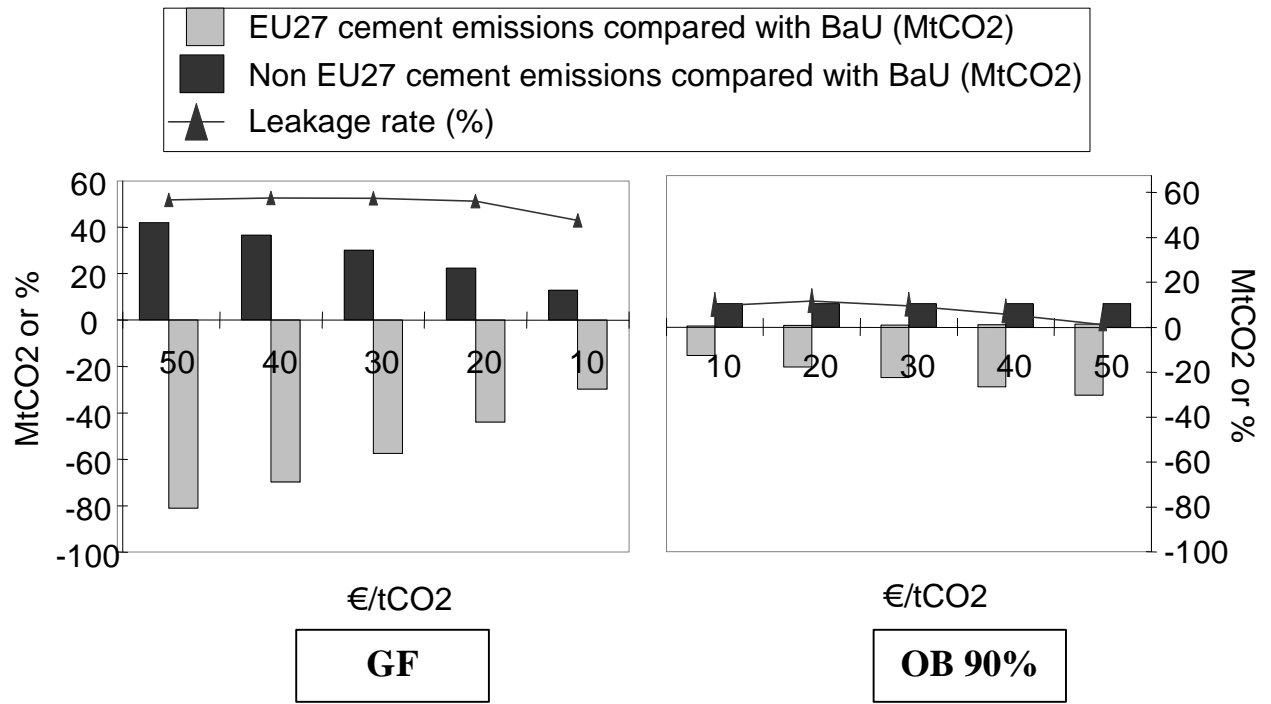 EU27 cement emissions compared with BaU (MtCO2)
Non EU27 cement emissions compared with BaU (MtCO2)
Leakage rate (%)
60
40
20
0
-20
-40
-60
-80
-100
MtCO2 or %
50 40 30 20 10
€/tCO2
GF
10 20 30 40 50
60
40
20
0
-20
-40
-60
-80
-100
MtCO2 or %
€/tCO2
OB 90%